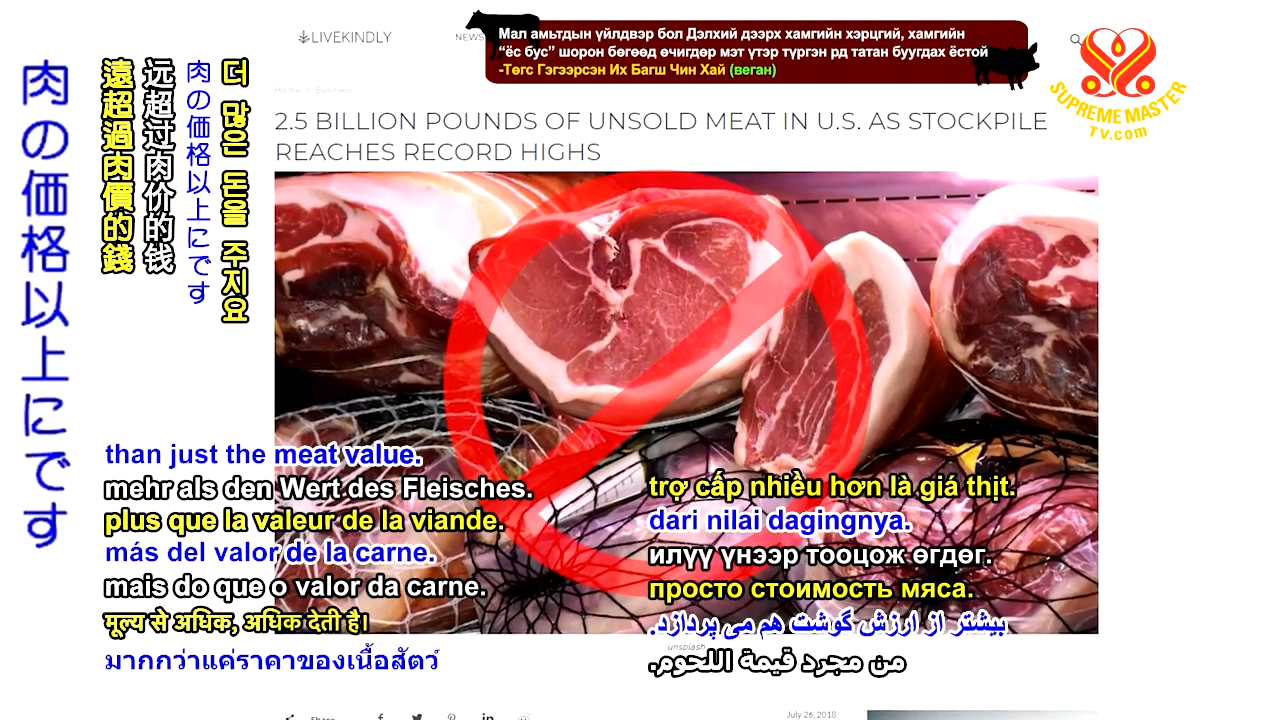 LIVEKINDLY
NEWS
Мал амьтдын үйлдвэр бол Дэлхий дээрх хамгийн хэрцгий, хамгийн
“ёс бус” шорон бөгөөд өчигдөр мэт үтэр түргэн рд татан буугдах ёстой
-Төгс Гэгээрсэн Их Багш Чин Хай (веган)
SUPREME MASTER
TV.com
Home › Business
2.5 BILLION POUNDS OF UNSOLD MEAT IN U.S. AS STOCKPILE
REACHES RECORD HIGHS
肉の価格以上にです
遠超過肉價的錢
远超过肉价的钱
肉の価格以上にです
더 많은 돈을 주지요
than just the meat value.
mehr als den Wert des Fleisches.
plus que la valeur de la viande.
más del valor de la carne.
mais do que o valor da carne.
मूल्य से अधिक, अधिक देती है।
มากกว่าแค่ราคาของเนื้อสัตว์
trợ cấp nhiều hơn là giá thịt.
dari nilai dagingnya.
илүү үнээр тооцож өгдөг.
просто стоимость мяса.
بیشتر از ارزش گوشت هم می پردازد.
من مجرد قيمة اللحوم.
unsplash
Share
July 26, 2018